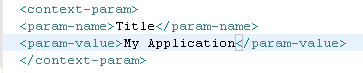 <context-param>
<param-name>Title</param-name>
<param-value>My Application</param-value>
</context-param>